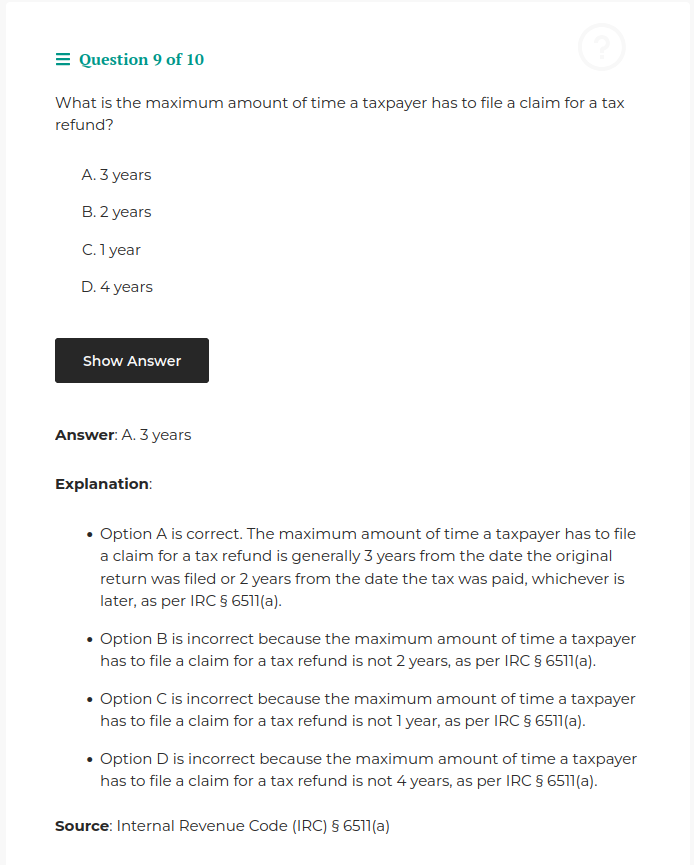 Question 9 of 10
?
What is the maximum amount of time a taxpayer has to file a claim for a tax
refund?
A. 3 years
B. 2 years
C. 1 year
D. 4 years
Show Answer
Answer: A. 3 years
Explanation:
• Option A is correct. The maximum amount of time a taxpayer has to file
a claim for a tax refund is generally 3 years from the date the original
return was filed or 2 years from the date the tax was paid, whichever is
later, as per IRC § 6511(a).
• Option B is incorrect because the maximum amount of time a taxpayer
has to file a claim for a tax refund is not 2 years, as per IRC § 6511(a).
• Option C is incorrect because the maximum amount of time a taxpayer
has to file a claim for a tax refund is not 1 year, as per IRC § 6511(a).
• Option D is incorrect because the maximum amount of time a taxpayer
has to file a claim for a tax refund is not 4 years, as per IRC § 6511(a).
Source: Internal Revenue Code (IRC) § 6511(a)